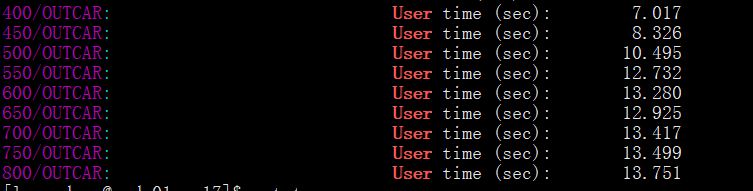 400/OUTCAR: User time (sec): 7.017
450/OUTCAR: User time (sec): 8.326
500/OUTCAR: User time (sec): 10.495
550/OUTCAR: User time (sec): 12.732
600/OUTCAR: User time (sec): 13.280
650/OUTCAR: User time (sec): 12.925
700/OUTCAR: User time (sec): 13.417
750/OUTCAR: User time (sec): 13.499
800/OUTCAR: User time (sec): 13.751